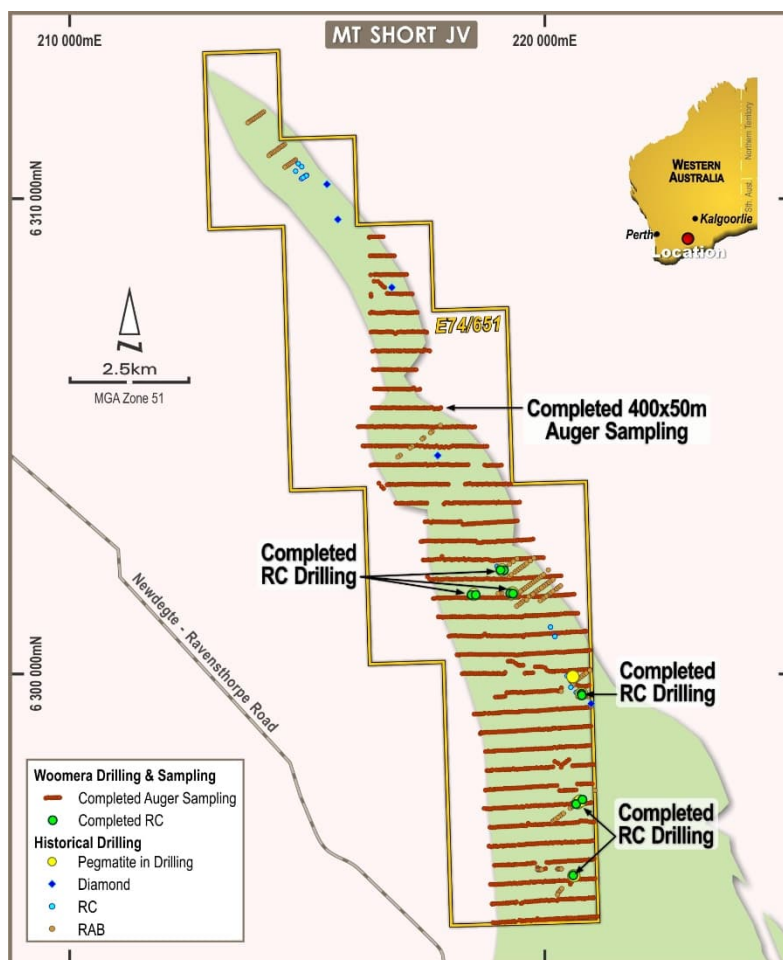 210 000mE
MT SHORT JV
220 000mE
Northern Territory
WESTERN
AUSTRALIA
Sth. Aust.
Kalgoorlie
Perth
Location
6 310 000mN
E74/651
N
2.5km
MGA Zone 51
Completed 400x50m
Auger Sampling
Completed
RC Drilling
Newdegte - Ravensthorpe Road
6 300 000mN
Completed
RC Drilling
Completed
RC Drilling
Woomera Drilling & Sampling
Completed Auger Sampling
Completed RC
Historical Drilling
Pegmatite in Drilling
Diamond
RC
RAB